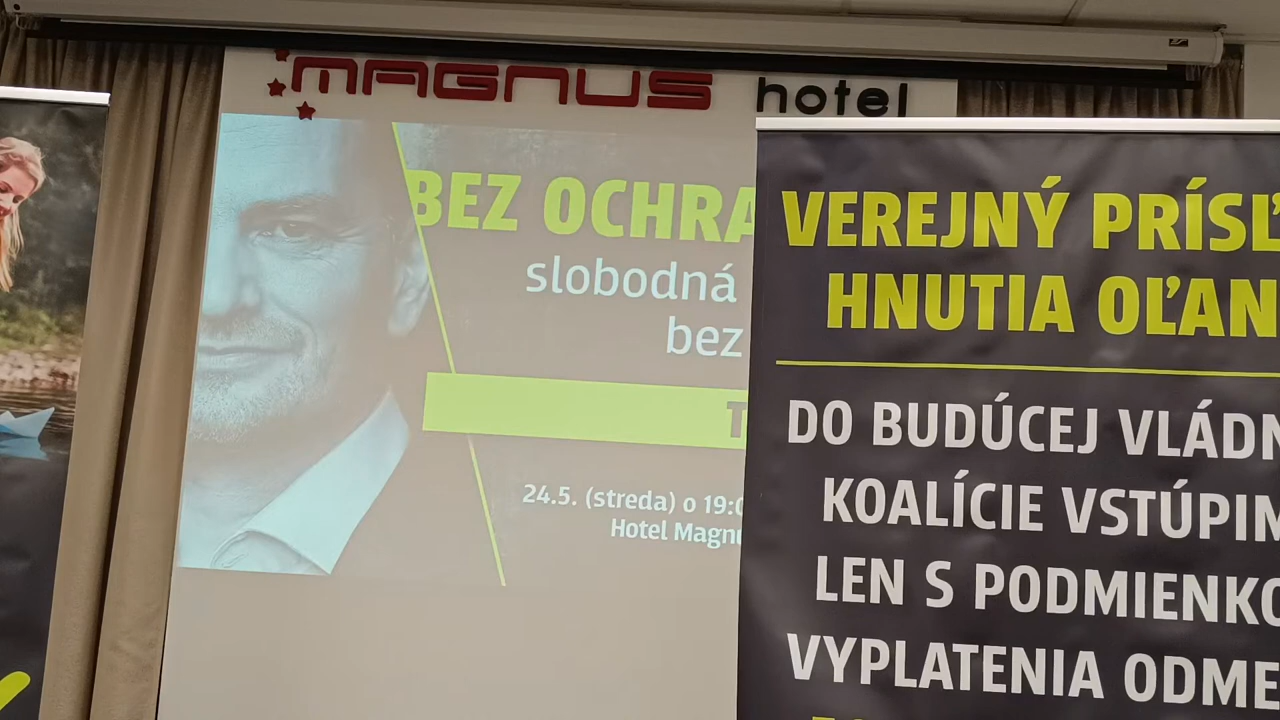 MAGNUS hotel
BEZ OCHRA
slobodná
bez
T
24.5. (streda) o 19:0
Hotel Magnu
VEREJNÝ PRÍSĽ
HNUTIA OĽAN
DO BUDÚCEJ VLÁDN
KOALÍCIE VSTÚPIM
LEN S PODMIENKO
VYPLATENIA ODME